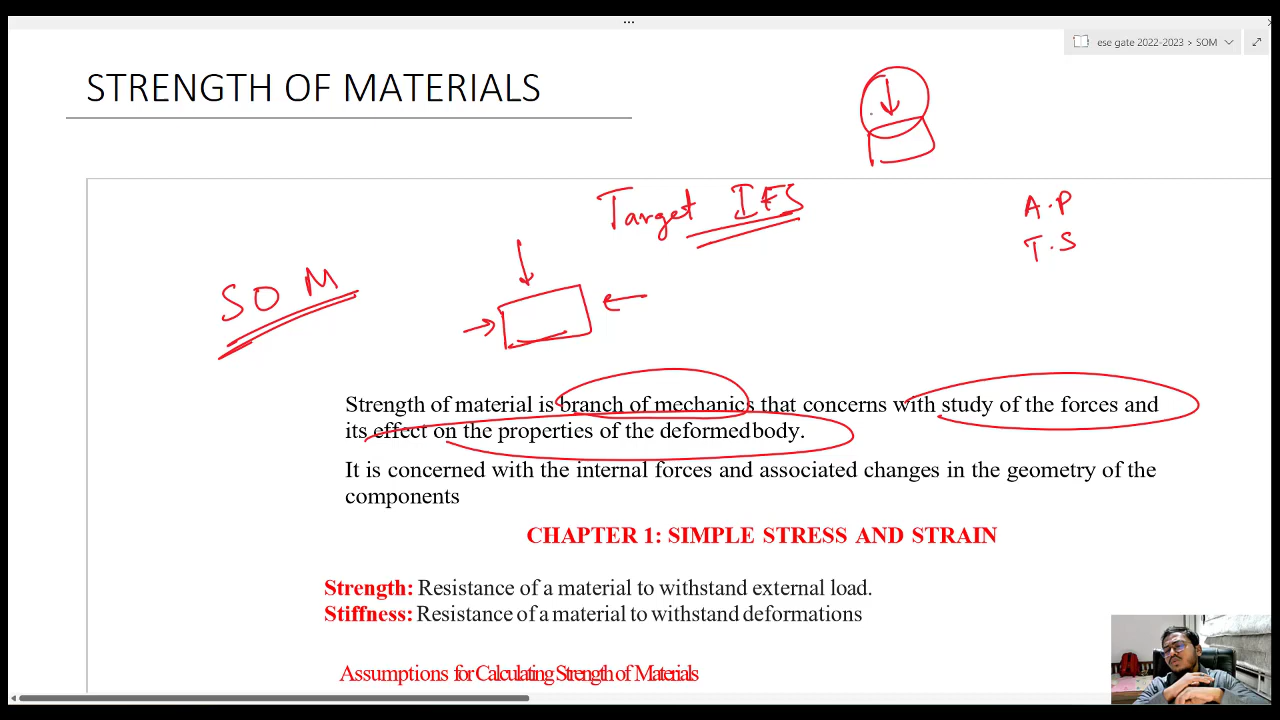 ...
ese gate 2022-2023 > SOM
STRENGTH OF MATERIALS
Target IES
A.P
T.S
SOM
Strength of material is branch of mechanics that concerns with study of the forces and
its effect on the properties of the deformedbody.
It is concerned with the internal forces and associated changes in the geometry of the
components
CHAPTER 1: SIMPLE STRESS AND STRAIN
Strength: Resistance of a material to withstand external load.
Stiffness: Resistance of a material to withstand deformations
Assumptions for Calculating Strength of Materials